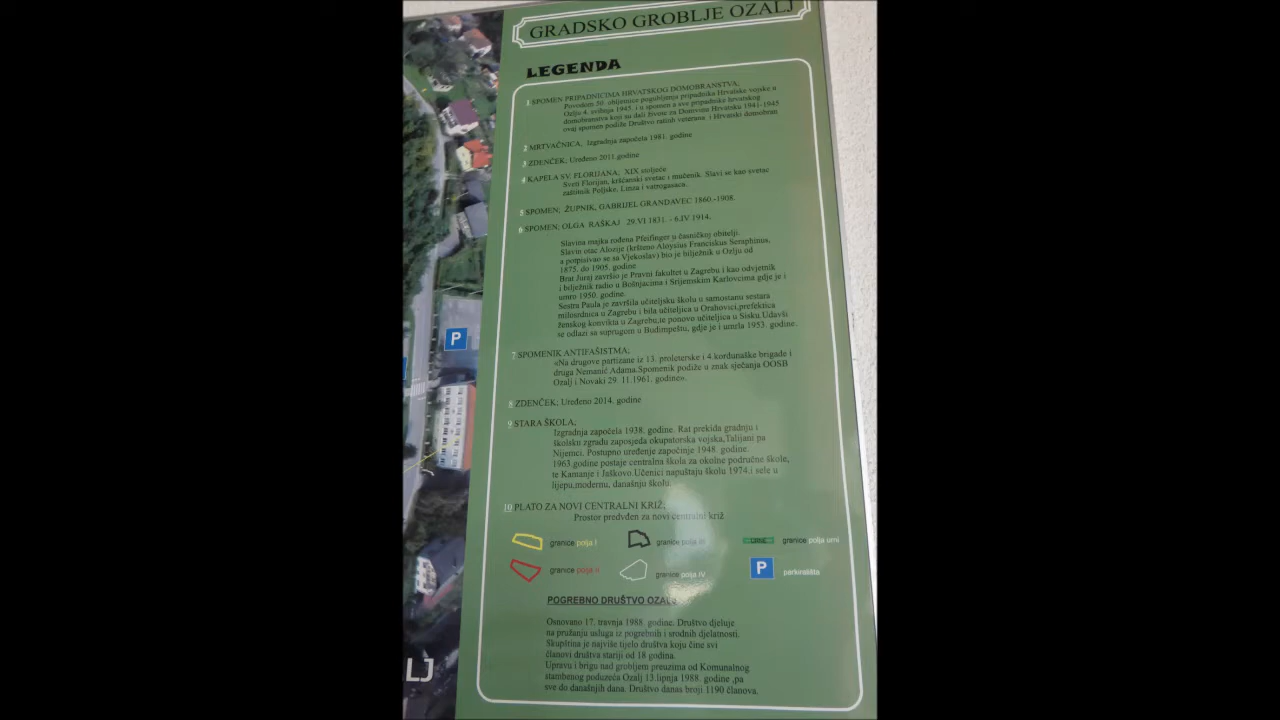 GRADSKO GROBLJE OZALJ
LEGENDA
1 SPOMEN PRIPADNICIMA HRVATSKOG DOMOBRANSTVA;
Povodom 50. obljetnice pogubljenja pripadnika Hrvatske vojske u
Ozlju 4. svibnja 1945. i u spomen a sve pripadnike hrvatskog
domobranstva koji su dali živote za Domovinu Hrvatsku 1941-1945
ovaj spomen podiže Društvo ratnih veterana i Hrvatski domobran
2 MRTVAČNICA, Izgradnja započela 1981. godine
3 ZDENČEK; Uređeno 2011.godine
4 KAPELA SV. FLORIJANA, XIX stoljeće
Sveti Florijan, kršćanski svetac i mučenik. Slavi se kao svetac
zaštitnik Poljske, Linza i vatrogasaca.
5 SPOMEN; ŽUPNIK, GABRIJEL GRANDAVEC 1860.-1908.
6 SPOMEN; OLGA RAŠKAJ 29.VI 1831. - 6.IV 1914.
Slavina majka rođena Pfeifinger u časničkoj obitelji.
Slavin otac Alozije (kršteno Aloysius Franciskus Seraphinus,
a potpisivao se sa Vjekoslav) bio je bilježnik u Ozlju od
1875. do 1905. godine
Brat Juraj završio je Pravni fakultet u Zagrebu i kao odvjetnik
i bilježnik radio u Bošnjacima i Srijemskim Karlovcima gdje je i
umro 1950. godine.
Sestra Paula je završila učiteljsku školu u samostanu sestara
milosrdnica u Zagrebu i bila učiteljica u Orahovici,prefektica
ženskog konvikta u Zagrebu,te ponovo učiteljica u Sisku.Udavši
se odlazi sa suprugom u Budimpeštu, gdje je i umrla 1953. godine.
7 SPOMENIK ANTIFAŠISTMA;
«Na drugove partizane iz 13. proleterske i 4.kordunaške brigade i
druga Nemanić Adama.Spomenik podiže u znak sjećanja OOSB
Ozalj i Novaki 29. 11.1961. godine».
8 ZDENČEK; Uređeno 2014. godine
9 STARA ŠKOLA;
Izgradnja započela 1938. godine. Rat prekida gradnju i
školsku zgradu zaposjeda okupatorska vojska,Talijani pa
Nijemci. Postupno uređenje započinje 1948. godine.
1963.godine postaje centralna škola za okolne područne škole,
te Kamanje i Jaškovo.Učenici napuštaju školu 1974,i sele u
lijepu,modernu, današnju školu.
10 PLATO ZA NOVI CENTRALNI KRIŽ;
Prostor predviđen za novi centralni križ
granice polja I
granice polja III
URNE granice polja urni
granice polja II
granice polja IV
P parkirališta
POGREBNO DRUŠTVO OZALJ
Osnovano 17. travnja 1988. godine. Društvo djeluje
na pružanju usluga iz pogrebnih i srodnih djelatnosti.
Skupština je najviše tijelo društva koju čine svi
članovi društva stariji od 18 godina.
Upravu i brigu nad grobljem preuzima od Komunalnog
stambenog poduzeća Ozalj 13.lipnja 1988. godine ,pa
sve do današnjih dana. Društvo danas broji 1190 članova.
P
LJ